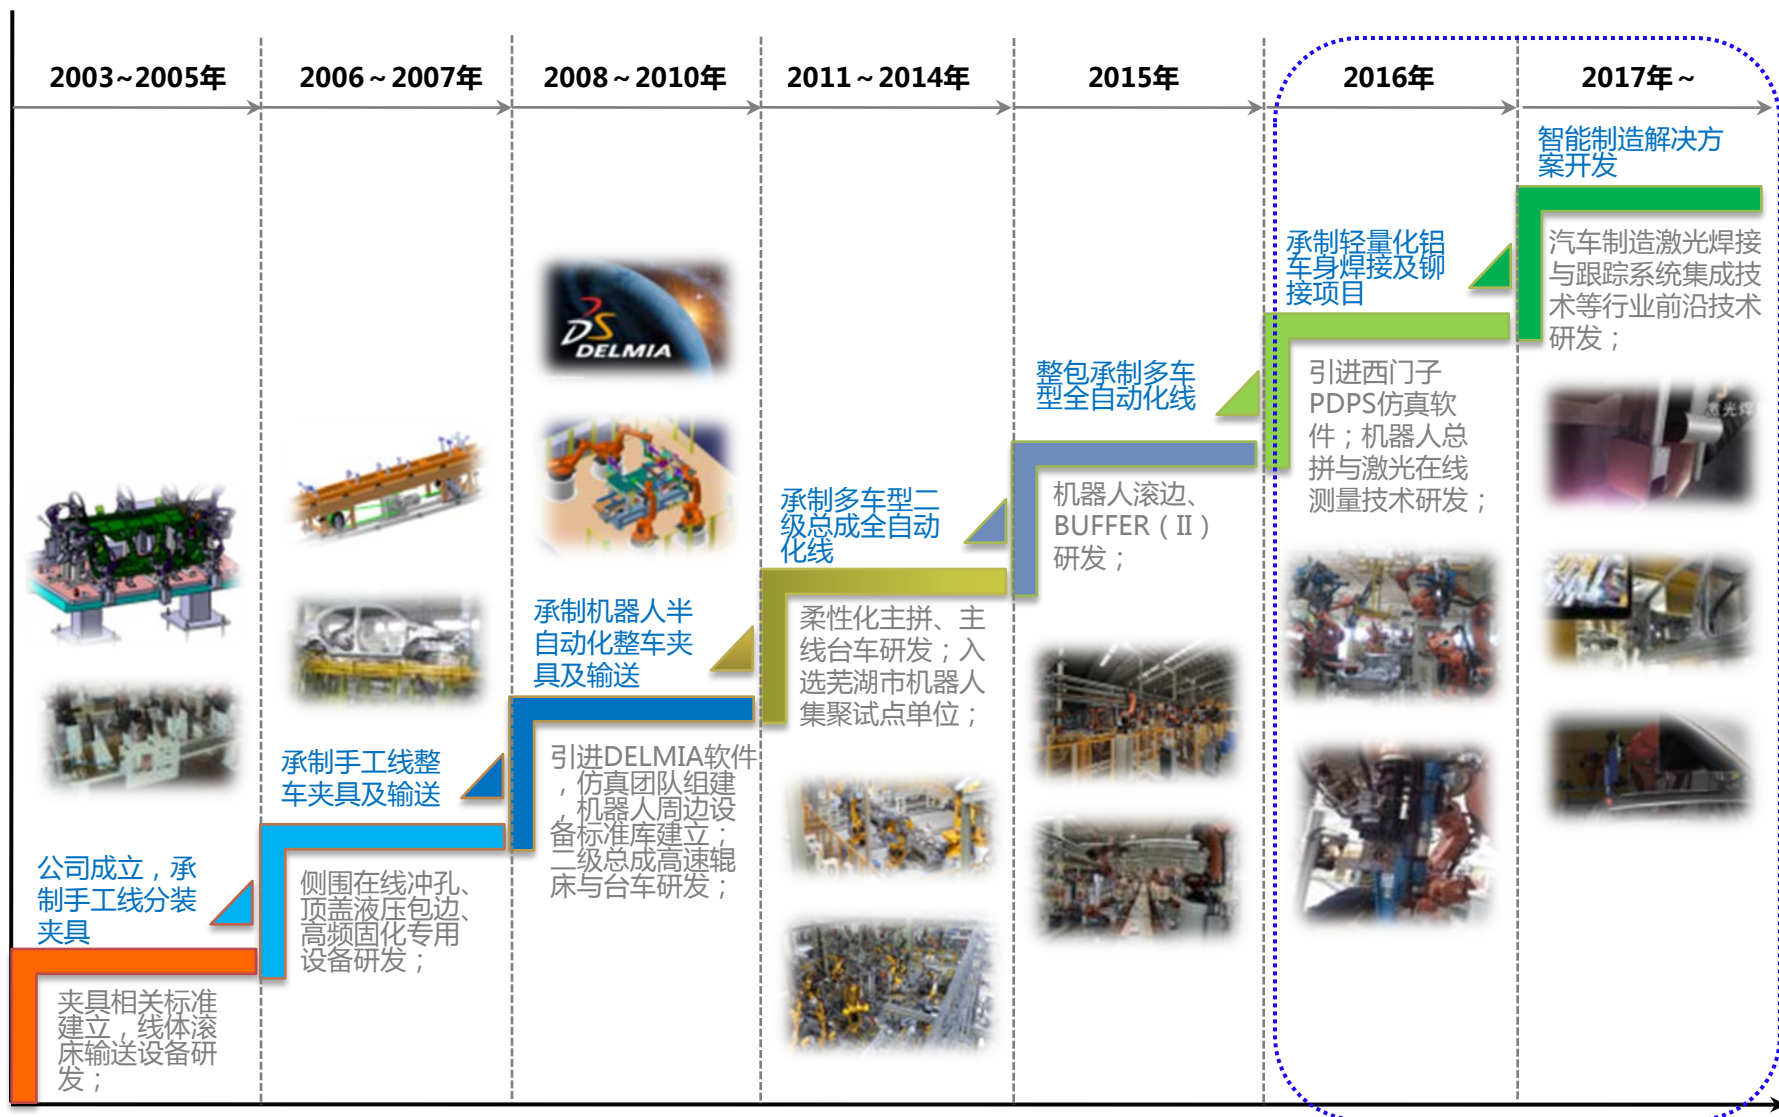 2003~2005年
2006～2007年
2008～2010年
2011～2014年
2015年
2016年
2017年～
公司成立，承
制手工线分装
夹具
夹具相关标准
建立，线体滚
床输送设备研
发；
承制手工线整
车夹具及输送
侧围在线冲孔、
顶盖液压包边、
高频固化专用
设备研发；
DS
DELMIA
承制机器人半
自动化整车夹
具及输送
引进DELMIA软件
，仿真团队组建
，机器人周边设
备标准库建立；
二级总成高速辊
床与台车研发；
承制多车型二
级总成全自动
化线
柔性化主拼、主
线台车研发；入
选芜湖市机器人
集聚试点单位；
整包承制多车
型全自动化线
机器人滚边、
BUFFER（II）
研发；
承制轻量化铝
车身焊接及铆
接项目
引进西门子
PDPS仿真软
件；机器人总
拼与激光在线
测量技术研发；
智能制造解决方
案开发
汽车制造激光焊接
与跟踪系统集成技
术等行业前沿技术
研发；
激光焊